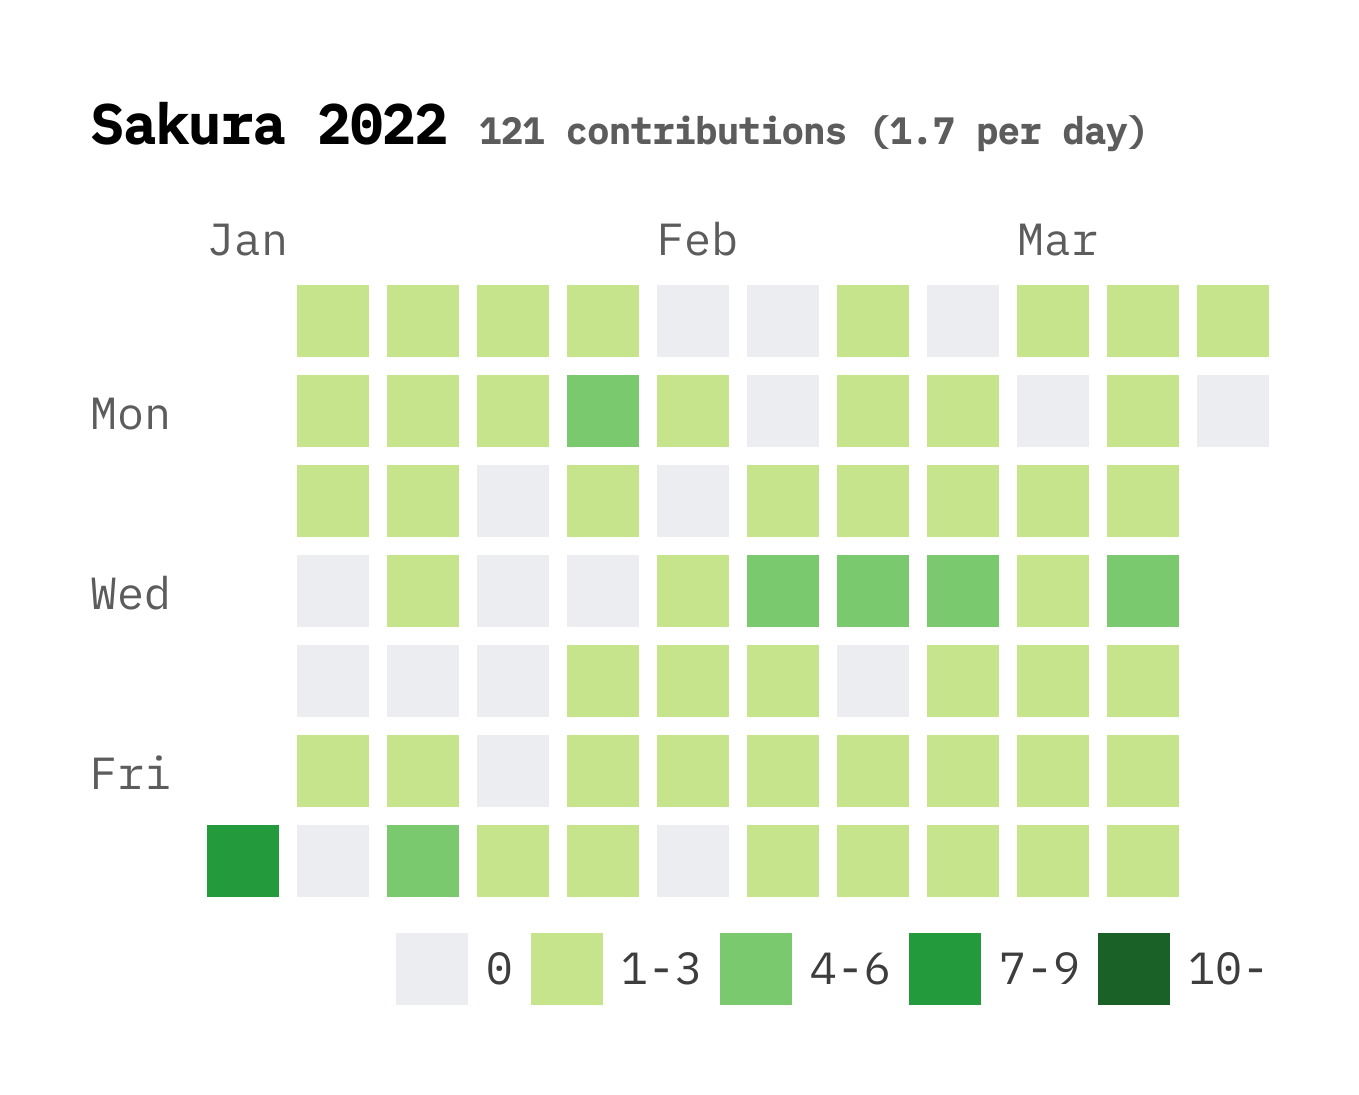 Sakura 2022 121 contributions (1.7 per day)
Jan Feb Mar
Mon
Wed
Fri
0 1-3 4-6 7-9 10-